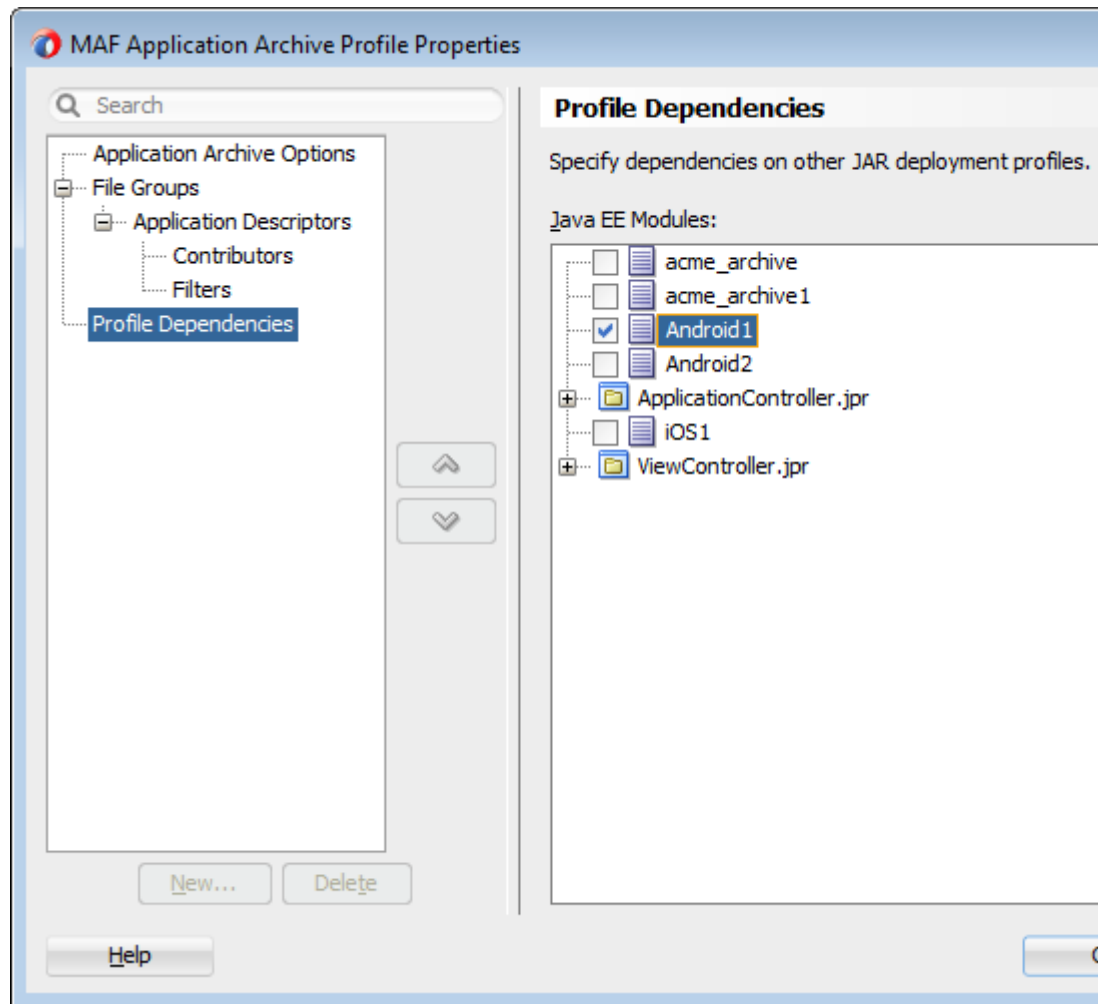 MAF Application Archive Profile Properties
Search
Application Archive Options
File Groups
Application Descriptors
Contributors
Filters
Profile Dependencies
New...
Delete
Help
Profile Dependencies
Specify dependencies on other JAR deployment profiles.
Java EE Modules:
acme_archive
acme_archive1
Android1
Android2
ApplicationController.jpr
iOS1
ViewController.jpr